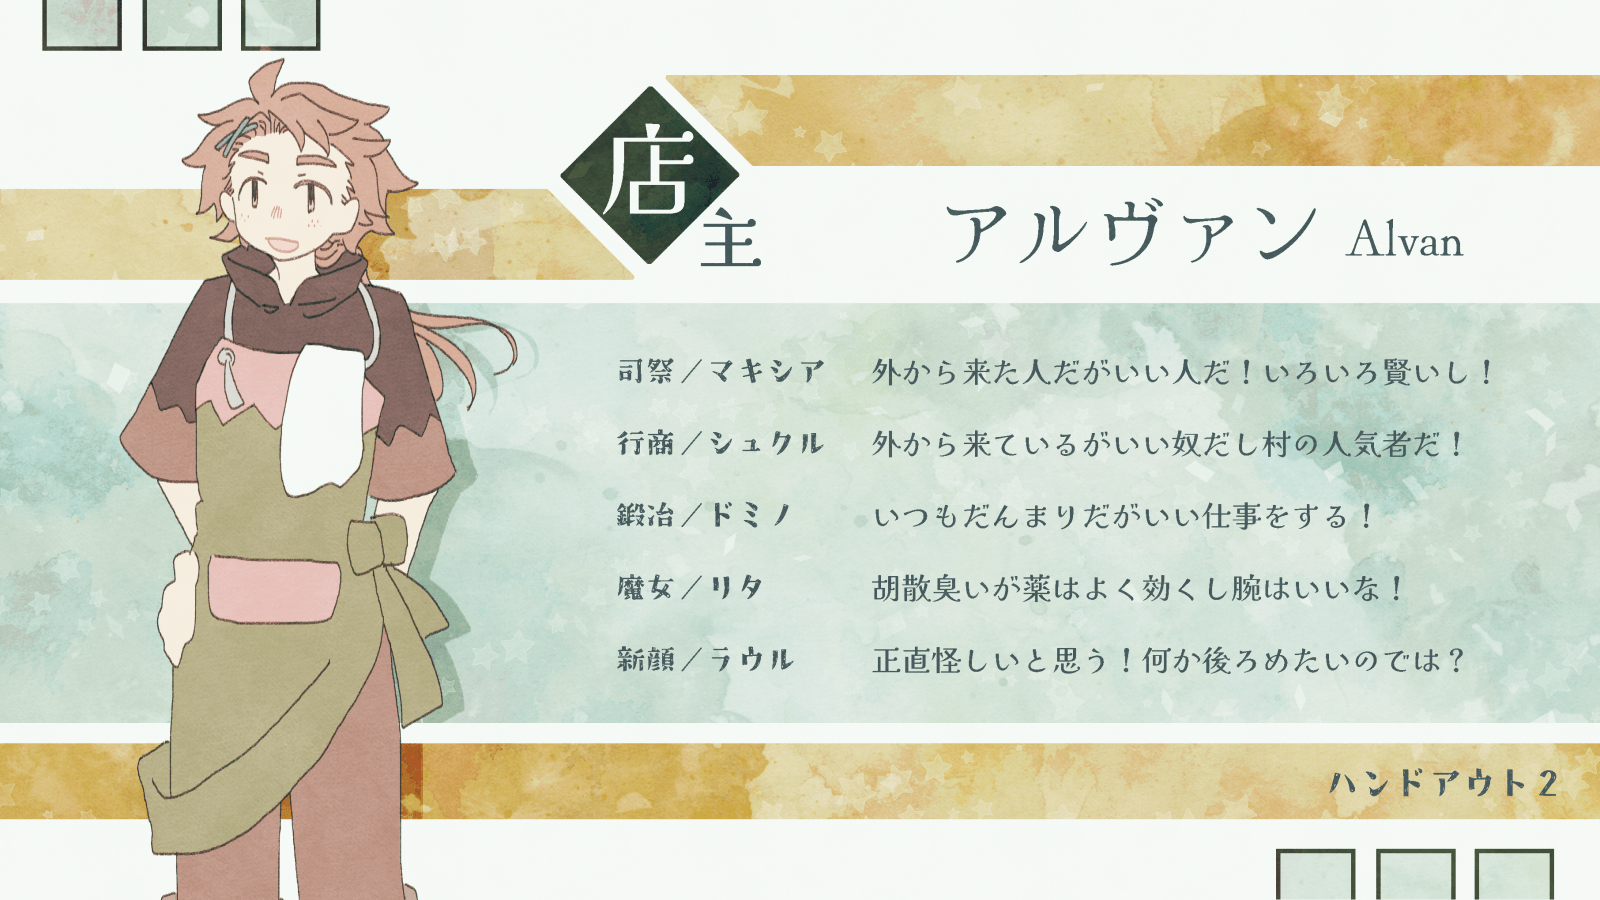 店主
アルヴァン Alvan
司祭／マキシア 外から来た人だがいい人だ！いろいろ賢いし！
行商／シュクル 外から来ているがいい奴だし村の人気者だ！
鍛冶／ドミノ いつもだんまりだがいい仕事をする！
魔女／リタ 胡散臭いが薬はよく効くし腕はいいな！
新顔／ラウル 正直怪しいと思う！何か後ろめたいのでは？
ハンドアウト2